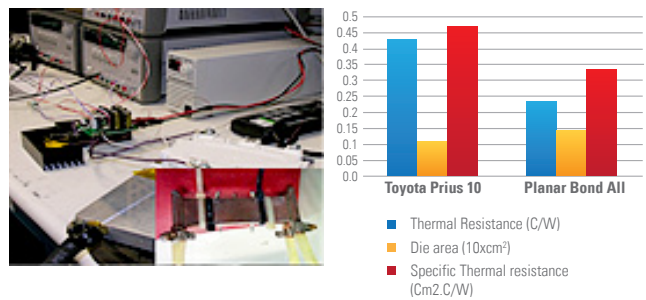 0.5
0.45
0.4
0.35
0.3
0.25
0.2
0.15
0.1
0.05
0.0
Toyota Prius 10 Planar Bond All
Thermal Resistance (C/W)
Die area (10xcm²)
Specific Thermal resistance
(Cm2.C/W)